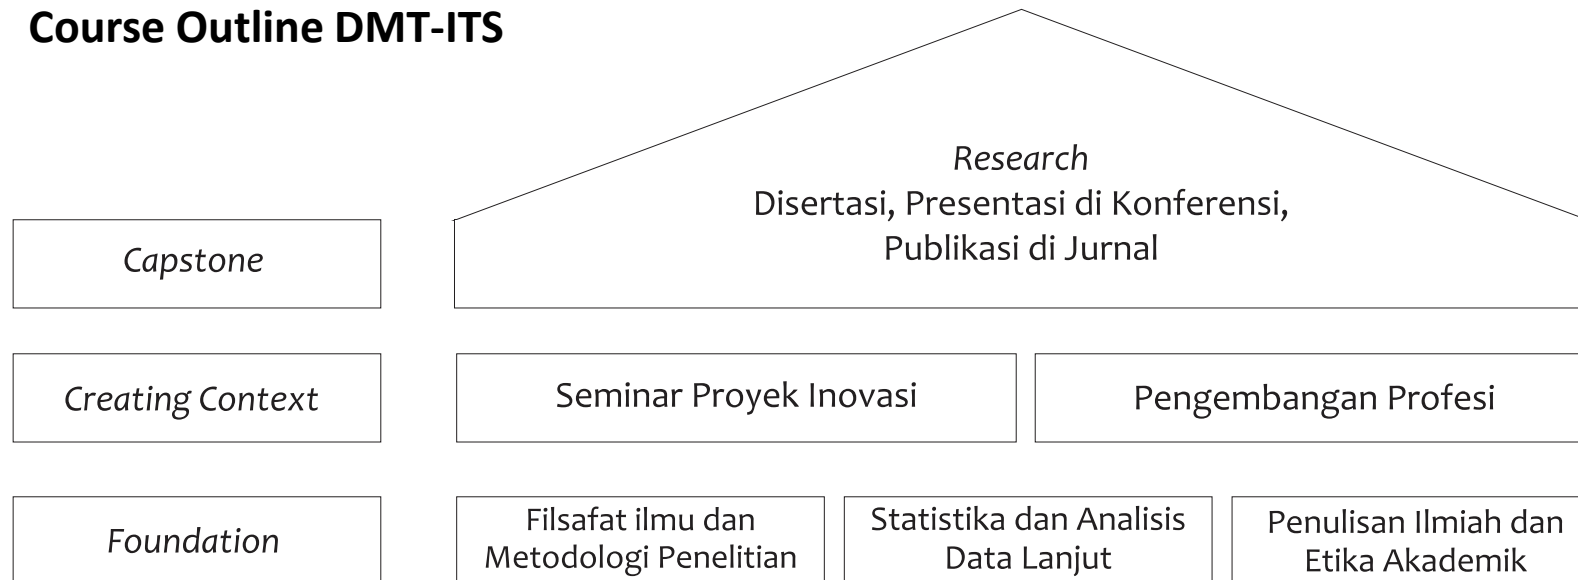 Course Outline DMT-ITS
Research
Disertasi, Presentasi di Konferensi,
Publikasi di Jurnal
Capstone
Creating Context
Seminar Proyek Inovasi
Pengembangan Profesi
Foundation
Filsafat ilmu dan
Metodologi Penelitian
Statistika dan Analisis
Data Lanjut
Penulisan Ilmiah dan
Etika Akademik